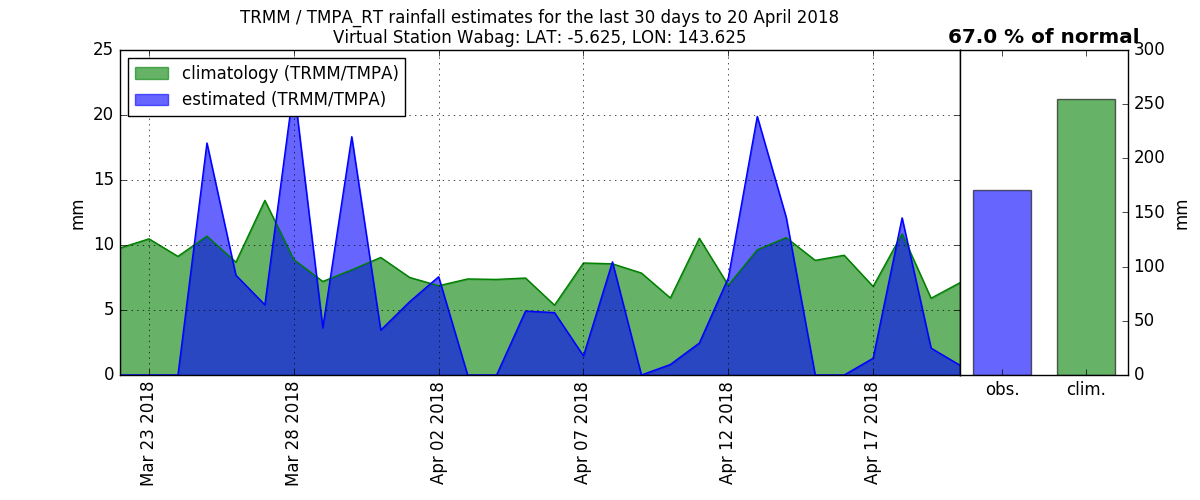 TRMM / TMPA_RT rainfall estimates for the last 30 days to 20 April 2018
Virtual Station Wabag: LAT: -5.625, LON: 143.625
67.0 % of normal
climatology (TRMM/TMPA)
estimated (TRMM/TMPA)
25
20
15
10
5
0
mm
Mar 23 2018
Mar 28 2018
Apr 02 2018
Apr 07 2018
Apr 12 2018
Apr 17 2018
300
250
200
150
100
50
0
mm
obs.
clim.